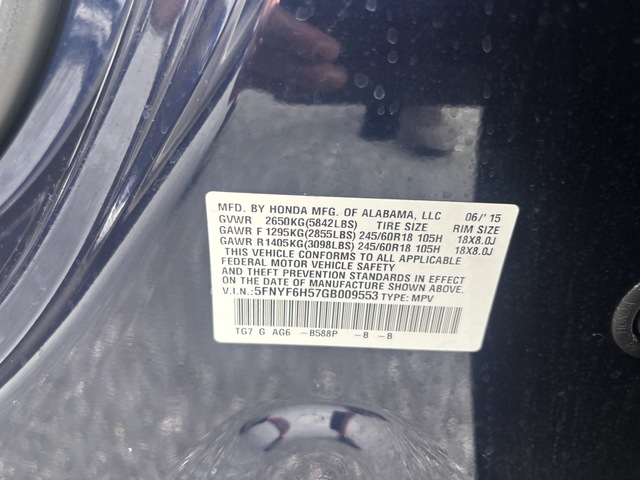 MFD. BY HONDA MFG. OF ALABAMA, LLC 06/'15
GVWR 2650KG(5842LBS) TIRE SIZE RIM SIZE
GAWR F 1295KG(2855LBS) 245/60R18 105H 18X8.0J
GAWR R1405KG(3098LBS) 245/60R18 105H 18X8.0J
THIS VEHICLE CONFORMS TO ALL APPLICABLE
FEDERAL MOTOR VEHICLE SAFETY
AND THEFT PREVENTION STANDARDS IN EFFECT
ON THE DATE OF MANUFACTURE SHOWN ABOVE.
V.I.N.:5FNYF6H57GB009553 TYPE: MPV
TG7 G AG6 -B588P -B -B